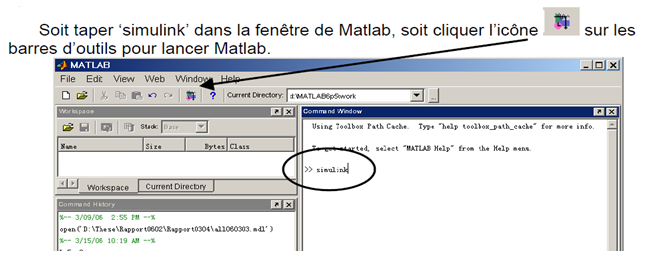 Soit taper ‘simulink’ dans la fenêtre de Matlab, soit cliquer l’icône sur les
barres d’outils pour lancer Matlab.
MATLAB
File Edit View Web Window Help
Current Directory: d:\MATLAB6p5\work
Workspace
Stack: Base
Name Size Bytes Class
Workspace Current Directory
Command History
%-- 3/09/06 2:55 PM --%
open('D:\These\Rapport0602\Rapport0304\all060303.mdl')
%-- 3/15/06 10:19 AM --%
Command Window
Using Toolbox Path Cache. Type "help toolbox_path_cache" for more info.
To get started, select "MATLAB Help" from the Help menu.
>> simulink